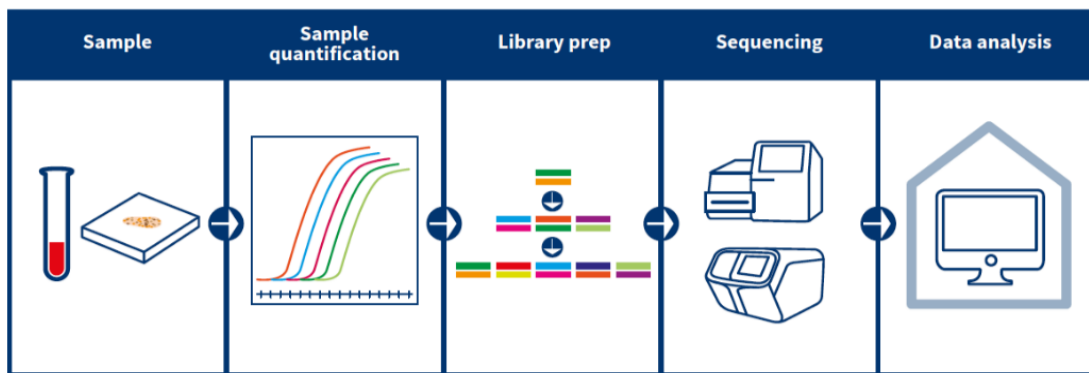 Sample
Sample
quantification
Library prep
Sequencing
Data analysis